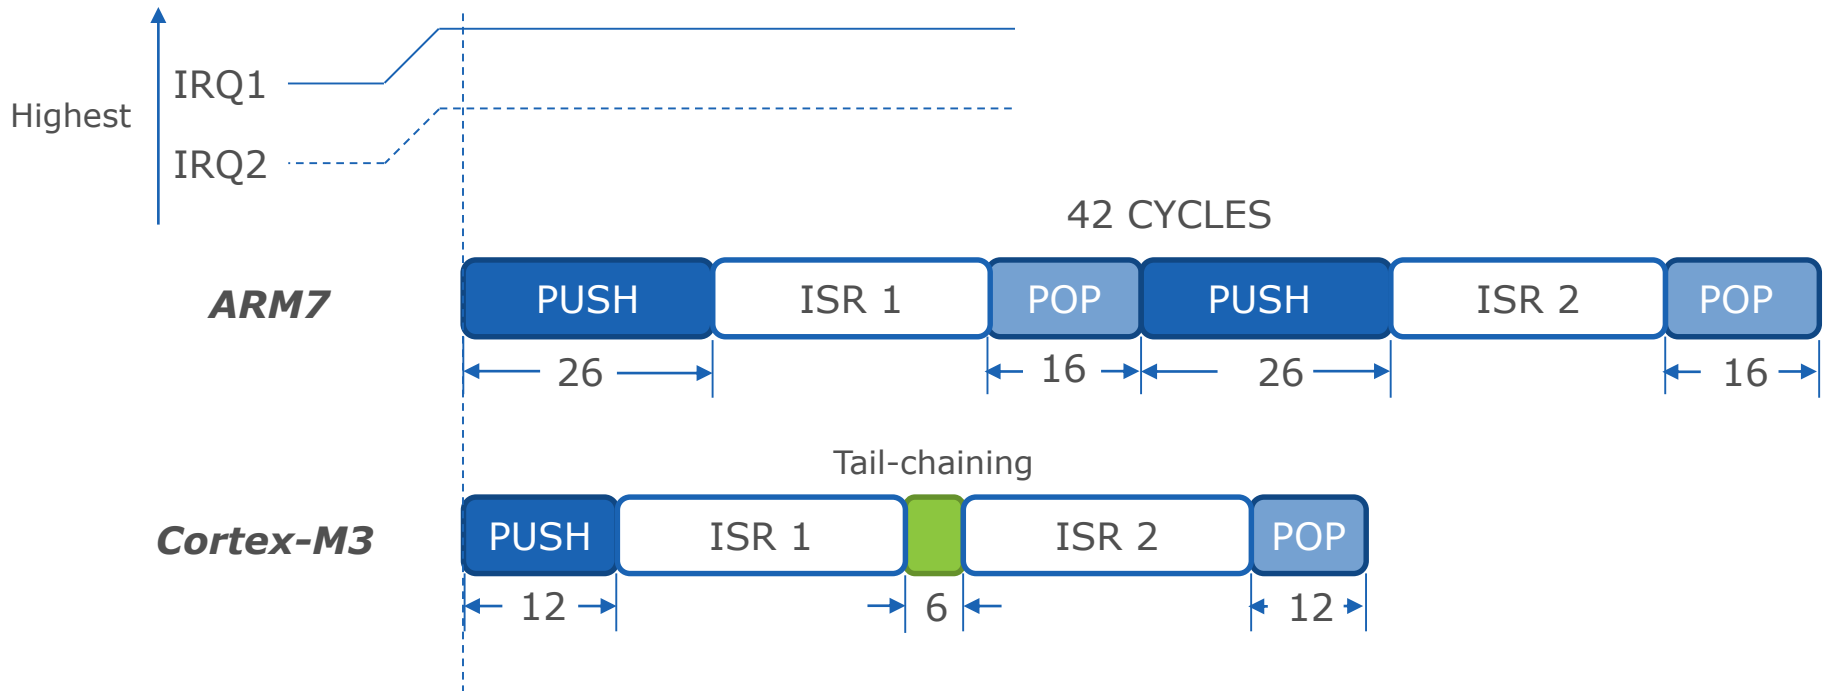 IRQ1
Highest
IRQ2
42 CYCLES
ARM7
PUSH
ISR 1
POP
PUSH
ISR 2
POP
26
16
26
16
Tail-chaining
Cortex-M3
PUSH
ISR 1
ISR 2
POP
12
6
12